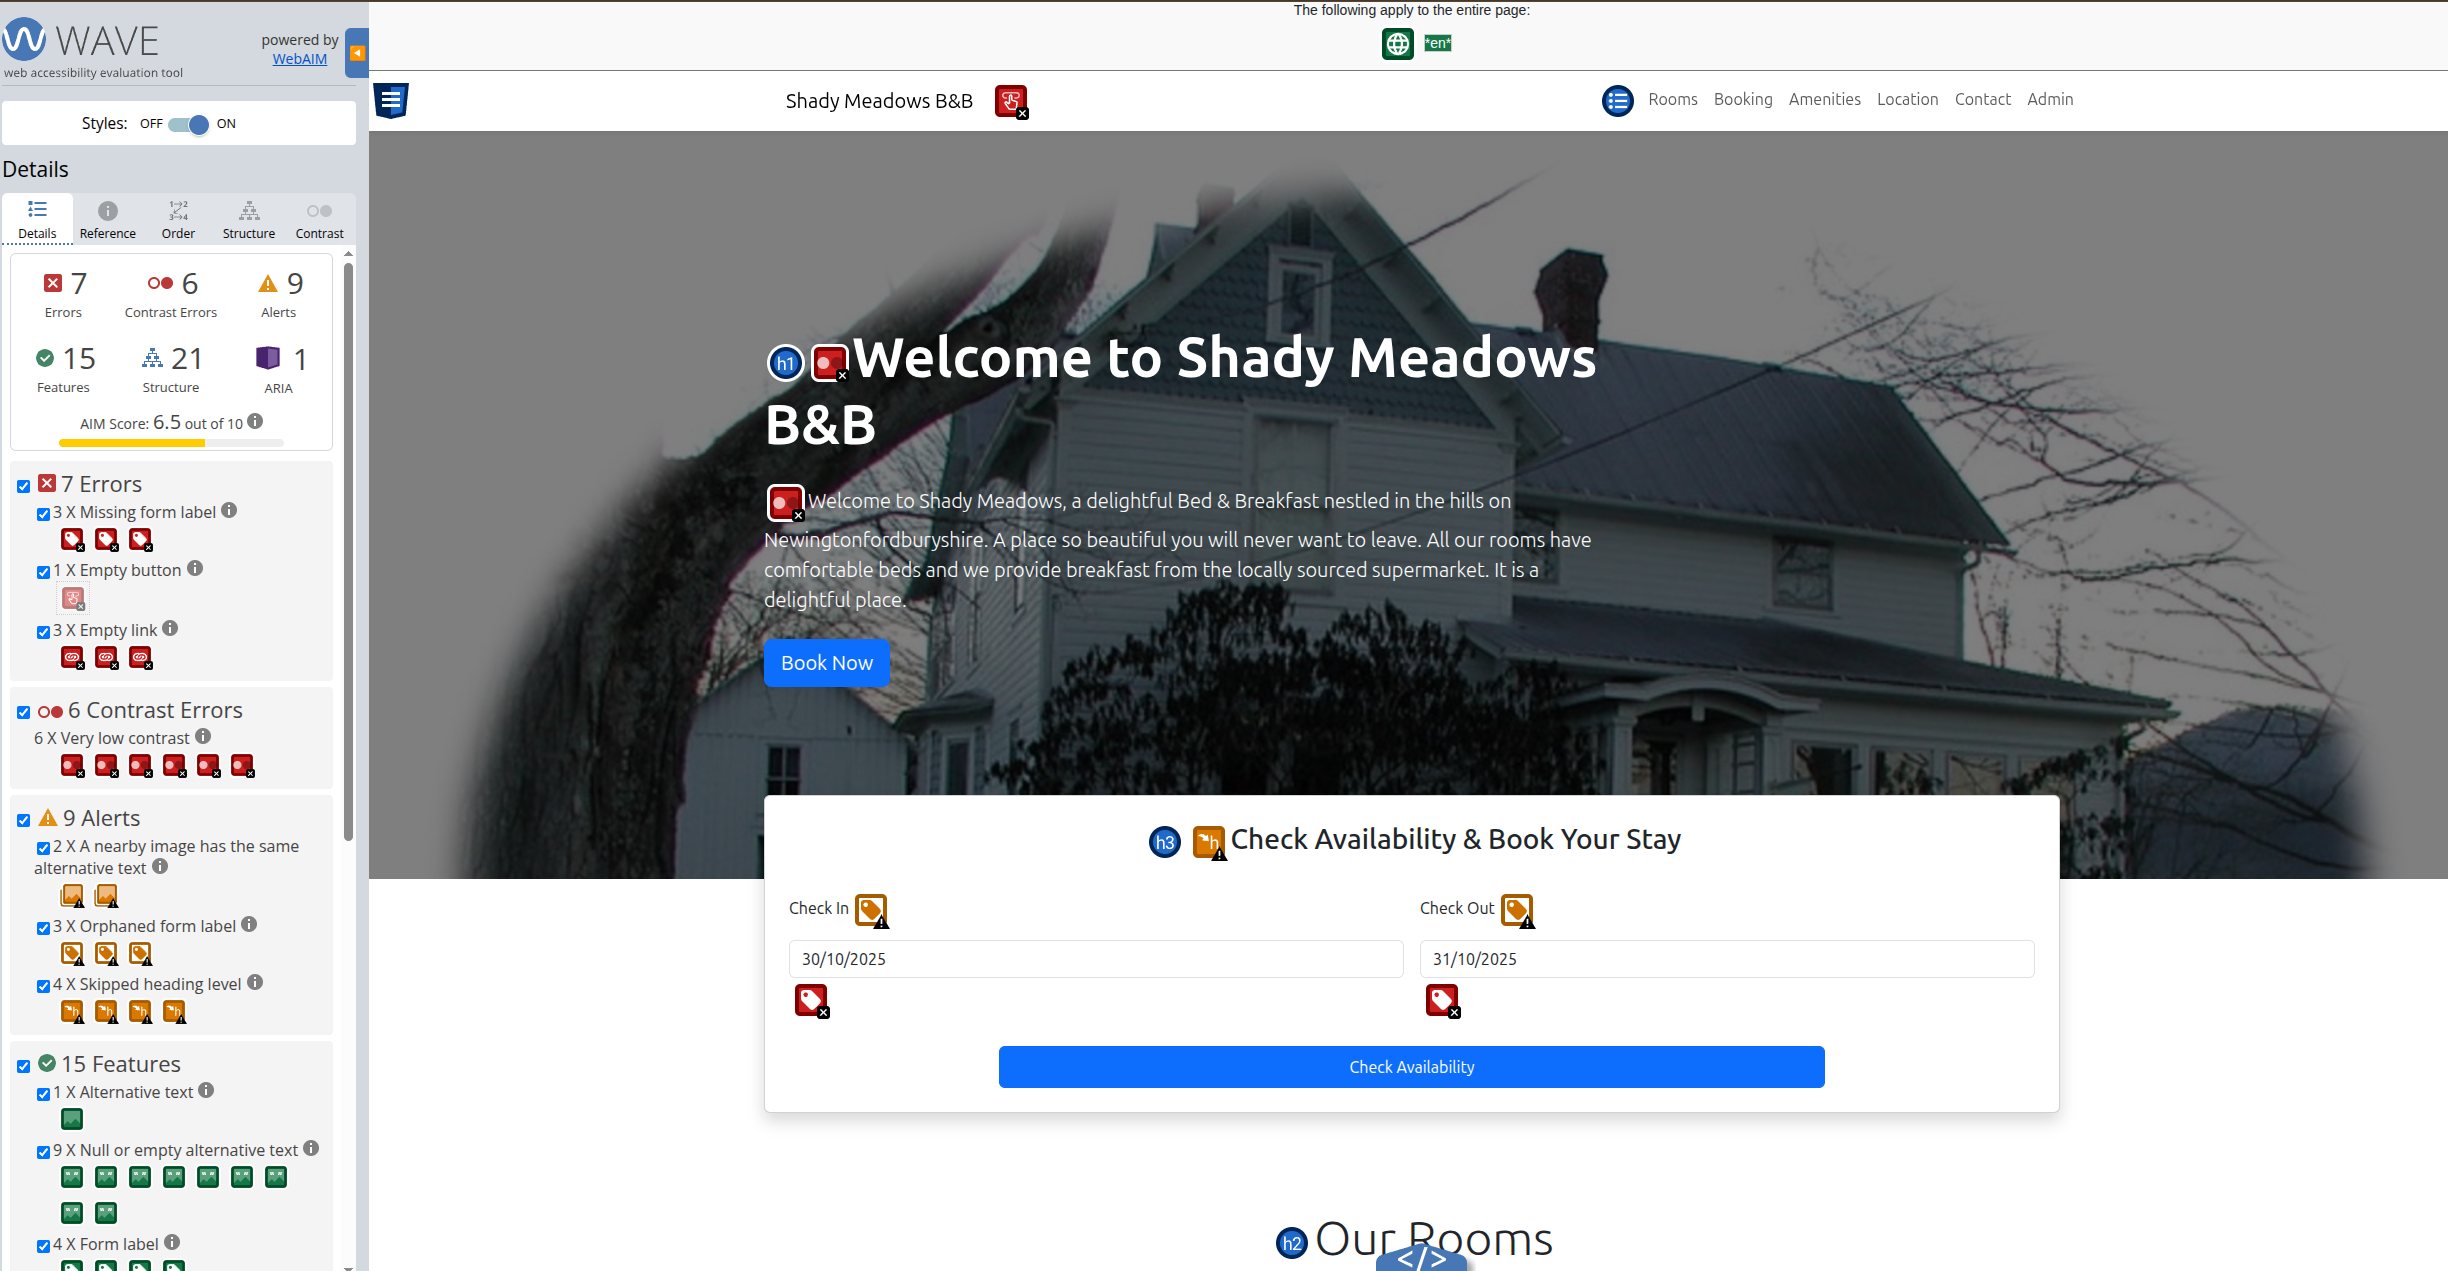 WAVE
web accessibility evaluation tool
powered by
WebAIM
Styles: OFF ON
Details
Details
Reference
Order
Structure
Contrast
7
Errors
6
Contrast Errors
9
Alerts
15
Features
21
Structure
1
ARIA
AIM Score: 6.5 out of 10
7 Errors
3 X Missing form label
1 X Empty button
3 X Empty link
6 Contrast Errors
6 X Very low contrast
9 Alerts
2 X A nearby image has the same
alternative text
3 X Orphaned form label
4 X Skipped heading level
15 Features
1 X Alternative text
9 X Null or empty alternative text
4 X Form label
The following apply to the entire page:
*en*
Shady Meadows B&B
Rooms
Booking
Amenities
Location
Contact
Admin
h1 Welcome to Shady Meadows
B&B
Welcome to Shady Meadows, a delightful Bed & Breakfast nestled in the hills on
Newingtonfordburyshire. A place so beautiful you will never want to leave. All our rooms have
comfortable beds and we provide breakfast from the locally sourced supermarket. It is a
delightful place.
Book Now
h3 h Check Availability & Book Your Stay
Check In
30/10/2025
Check Out
31/10/2025
Check Availability
h2 Our Rooms
</>